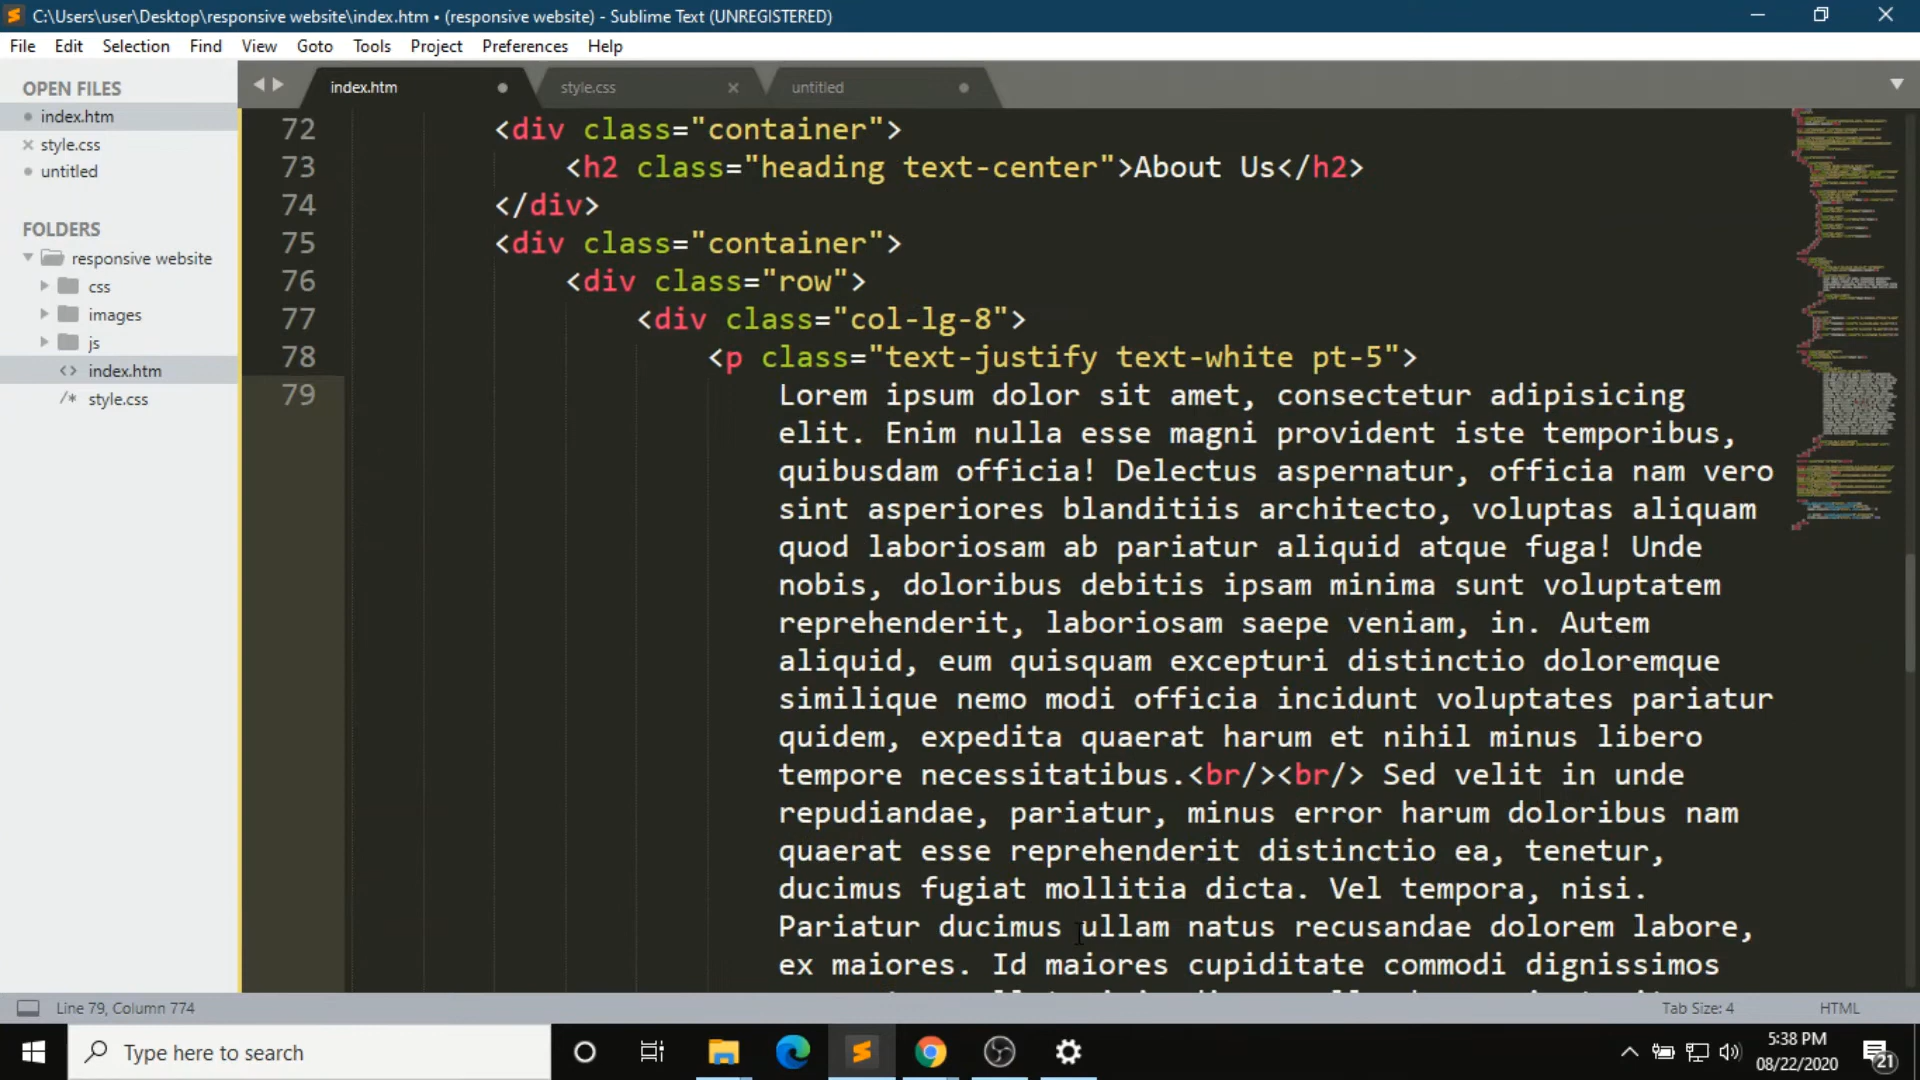 C:\Users\user\Desktop\responsive website\index.htm • (responsive website) - Sublime Text (UNREGISTERED)
File Edit Selection Find View Goto Tools Project Preferences Help
OPEN FILES
index.htm
style.css
untitled
FOLDERS
responsive website
css
images
js
<> index.htm
/* style.css
index.htm style.css untitled
72 <div class="container">
73 <h2 class="heading text-center">About Us</h2>
74 </div>
75 <div class="container">
76 <div class="row">
77 <div class="col-lg-8">
78 <p class="text-justify text-white pt-5">
79 Lorem ipsum dolor sit amet, consectetur adipisicing
elit. Enim nulla esse magni provident iste temporibus,
quibusdam officia! Delectus aspernatur, officia nam vero
sint asperiores blanditiis architecto, voluptas aliquam
quod laboriosam ab pariatur aliquid atque fuga! Unde
nobis, doloribus debitis ipsam minima sunt voluptatem
reprehenderit, laboriosam saepe veniam, in. Autem
aliquid, eum quisquam excepturi distinctio doloremque
similique nemo modi officia incidunt voluptates pariatur
quidem, expedita quaerat harum et nihil minus libero
tempore necessitatibus.<br/><br/> Sed velit in unde
repudiandae, pariatur, minus error harum doloribus nam
quaerat esse reprehenderit distinctio ea, tenetur,
ducimus fugiat mollitia dicta. Vel tempora, nisi.
Pariatur ducimus ullam natus recusandae dolorem labore,
ex maiores. Id maiores cupiditate commodi dignissimos
Line 79, Column 774
Tab Size: 4
HTML
Type here to search
5:38 PM
08/22/2020
21